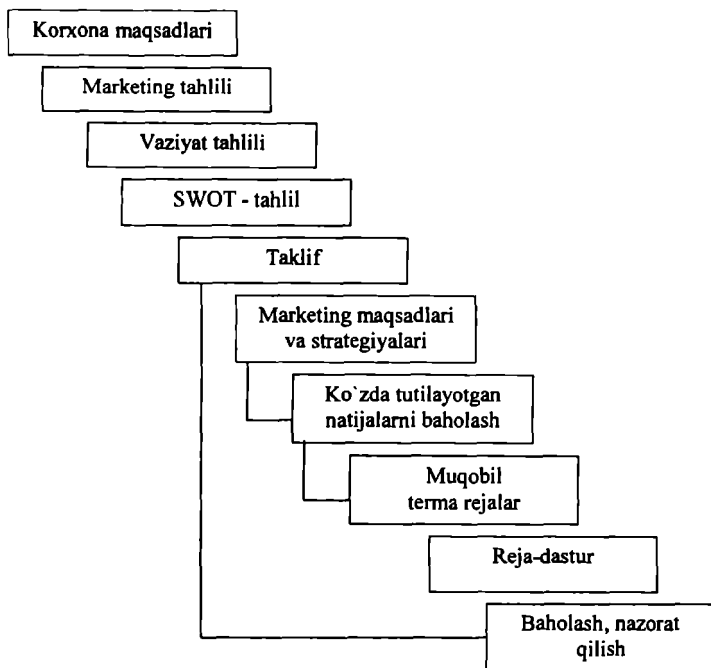 Korxona maqsadlari
Marketing tahlili
Vaziyat tahlili
SWOT - tahlil
Taklif
Marketing maqsadlari
va strategiyalari
Ko`zda tutilayotgan
natijalarni baholash
Muqobil
terma rejalar
Reja-dastur
Baholash, nazorat
qilish